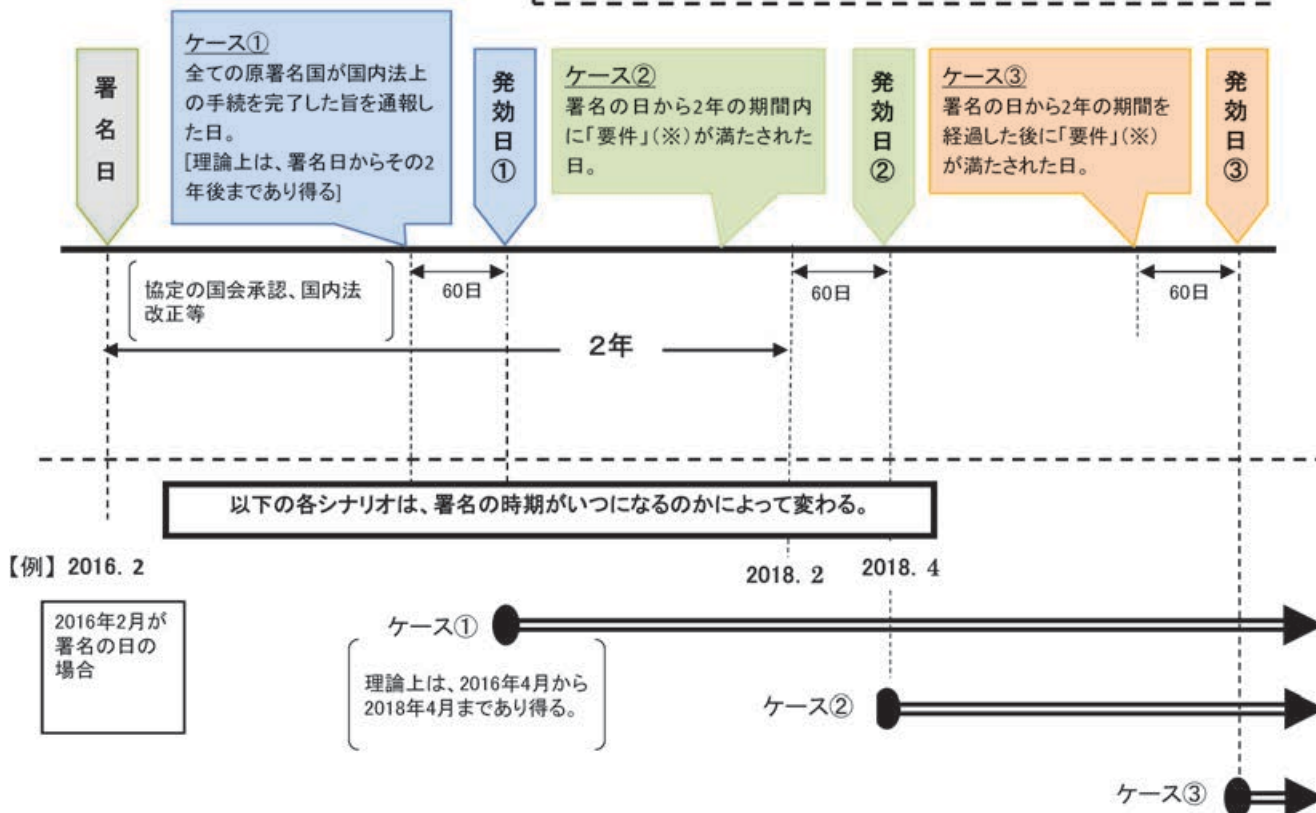 署名日
ケース①
全ての原署名国が国内法上
の手続を完了した旨を通報し
た日。
[理論上は、署名日からその2
年後まであり得る]
発効日①
ケース②
署名の日から2年の期間内
に「要件」(※)が満たされた
日。
発効日②
ケース③
署名の日から2年の期間を
経過した後に「要件」(※)
が満たされた日。
発効日③
協定の国会承認、国内法
改正等
60日
60日
60日
2年
以下の各シナリオは、署名の時期がいつになるのかによって変わる。
【例】 2016. 2
2018. 2
2018. 4
2016年2月が
署名の日の
場合
ケース①
理論上は、2016年4月から
2018年4月まであり得る。
ケース②
ケース③